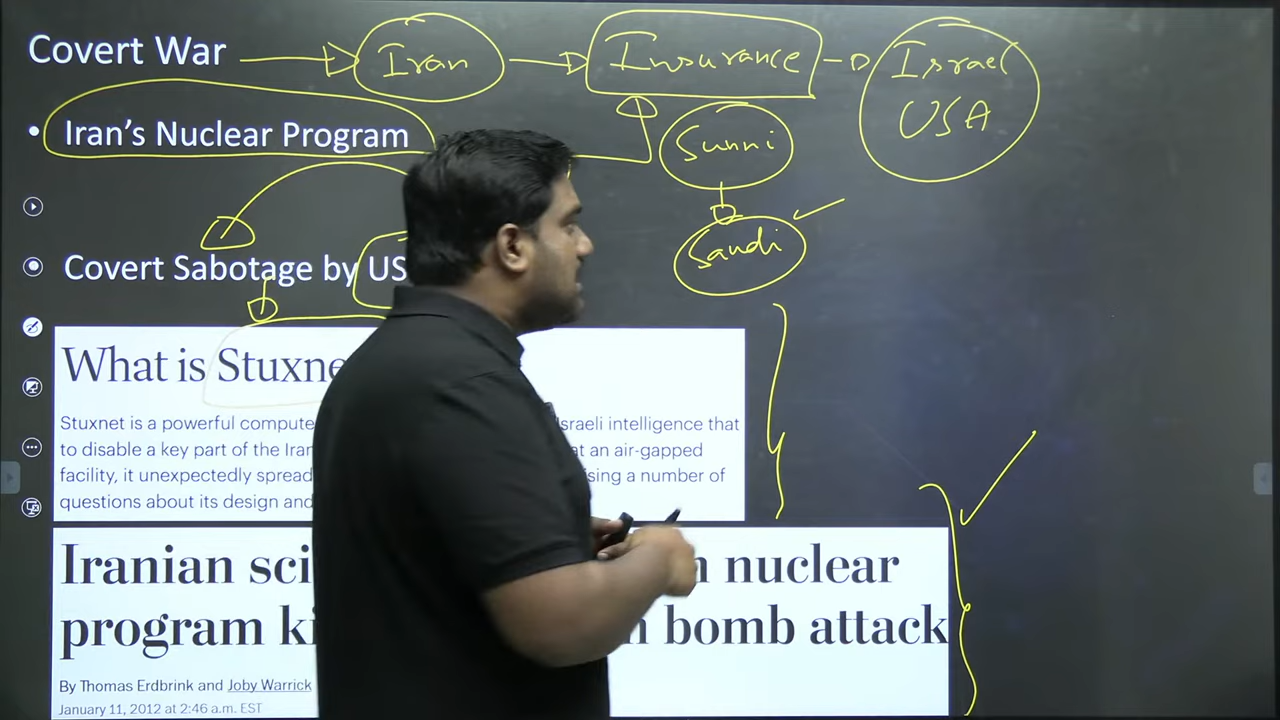 Covert War Iran Insurance Israel
USA
• Iran's Nuclear Program
Sunni
Saudi
Covert Sabotage by US
What is Stuxne
Stuxnet is a powerful compute sraeli intelligence that
to disable a key part of the Iran at an air-gapped
facility, it unexpectedly spread sing a number of
questions about its design and
Iranian sci nuclear
program ki bomb attack
By Thomas Erdbrink and Joby Warrick
January 11, 2012 at 2:46 a.m. EST